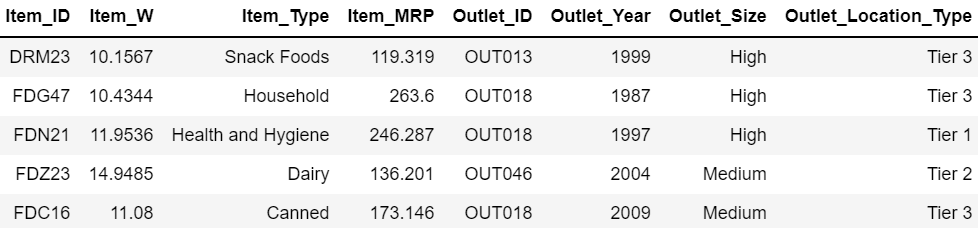 Item_ID Item_W Item_Type Item_MRP Outlet_ID Outlet_Year Outlet_Size Outlet_Location_Type
DRM23 10.1567 Snack Foods 119.319 OUT013 1999 High Tier 3
FDG47 10.4344 Household 263.6 OUT018 1987 High Tier 3
FDN21 11.9536 Health and Hygiene 246.287 OUT018 1997 High Tier 1
FDZ23 14.9485 Dairy 136.201 OUT046 2004 Medium Tier 2
FDC16 11.08 Canned 173.146 OUT018 2009 Medium Tier 3